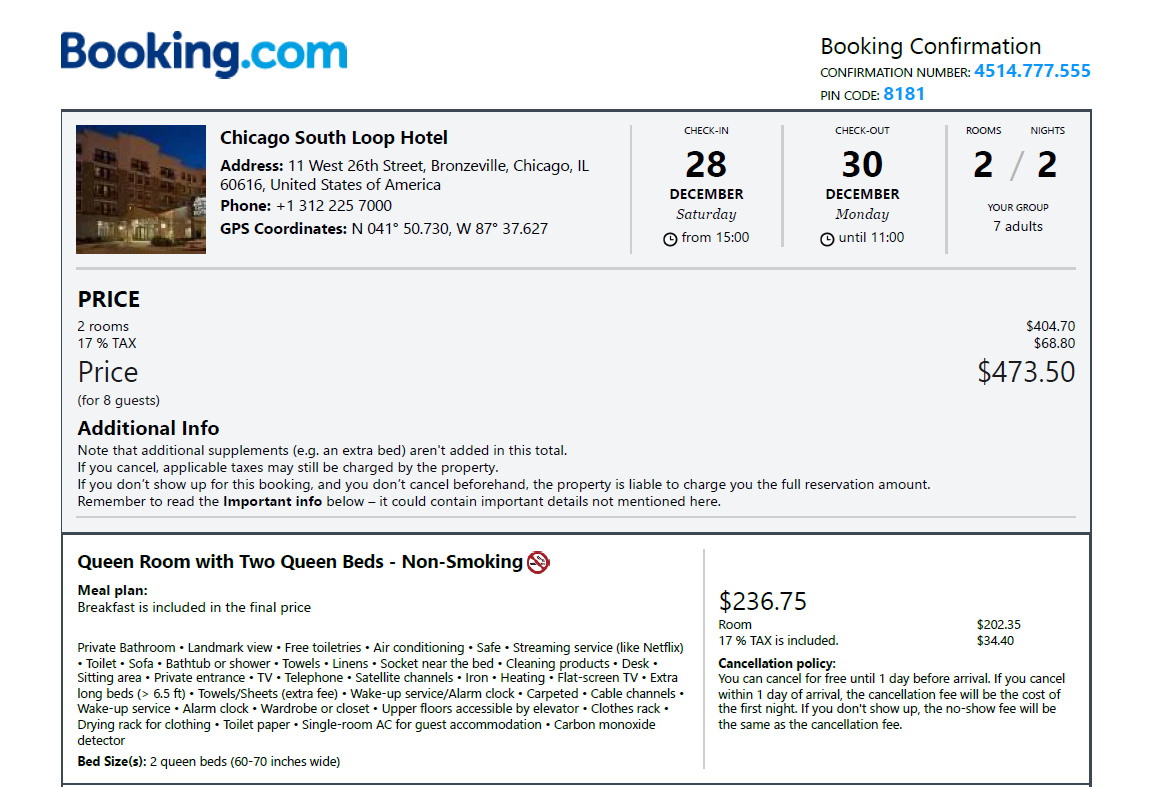 Booking.com
Booking Confirmation
CONFIRMATION NUMBER: 4514.777.555
PIN CODE: 8181
Chicago South Loop Hotel
Address: 11 West 26th Street, Bronzeville, Chicago, IL
60616, United States of America
Phone: +1 312 225 7000
GPS Coordinates: N 041° 50.730, W 87° 37.627
CHECK-IN
28
DECEMBER
Saturday
from 15:00
CHECK-OUT
30
DECEMBER
Monday
until 11:00
ROOMS NIGHTS
2 / 2
YOUR GROUP
7 adults
PRICE
2 rooms $404.70
17 % TAX $68.80
Price $473.50
(for 8 guests)
Additional Info
Note that additional supplements (e.g. an extra bed) aren't added in this total.
If you cancel, applicable taxes may still be charged by the property.
If you don't show up for this booking, and you don't cancel beforehand, the property is liable to charge you the full reservation amount.
Remember to read the Important info below – it could contain important details not mentioned here.
Queen Room with Two Queen Beds - Non-Smoking
Meal plan:
Breakfast is included in the final price
Private Bathroom • Landmark view • Free toiletries • Air conditioning • Safe • Streaming service (like Netflix)
• Toilet • Sofa • Bathtub or shower • Towels • Linens • Socket near the bed • Cleaning products • Desk •
Sitting area • Private entrance • TV • Telephone • Satellite channels • Iron • Heating • Flat-screen TV • Extra
long beds (> 6.5 ft) • Towels/Sheets (extra fee) • Wake-up service/Alarm clock • Carpeted • Cable channels •
Wake-up service • Alarm clock • Wardrobe or closet • Upper floors accessible by elevator • Clothes rack •
Drying rack for clothing • Toilet paper • Single-room AC for guest accommodation • Carbon monoxide
detector
Bed Size(s): 2 queen beds (60-70 inches wide)
$236.75
Room $202.35
17 % TAX is included. $34.40
Cancellation policy:
You can cancel for free until 1 day before arrival. If you cancel
within 1 day of arrival, the cancellation fee will be the cost of
the first night. If you don't show up, the no-show fee will be
the same as the cancellation fee.